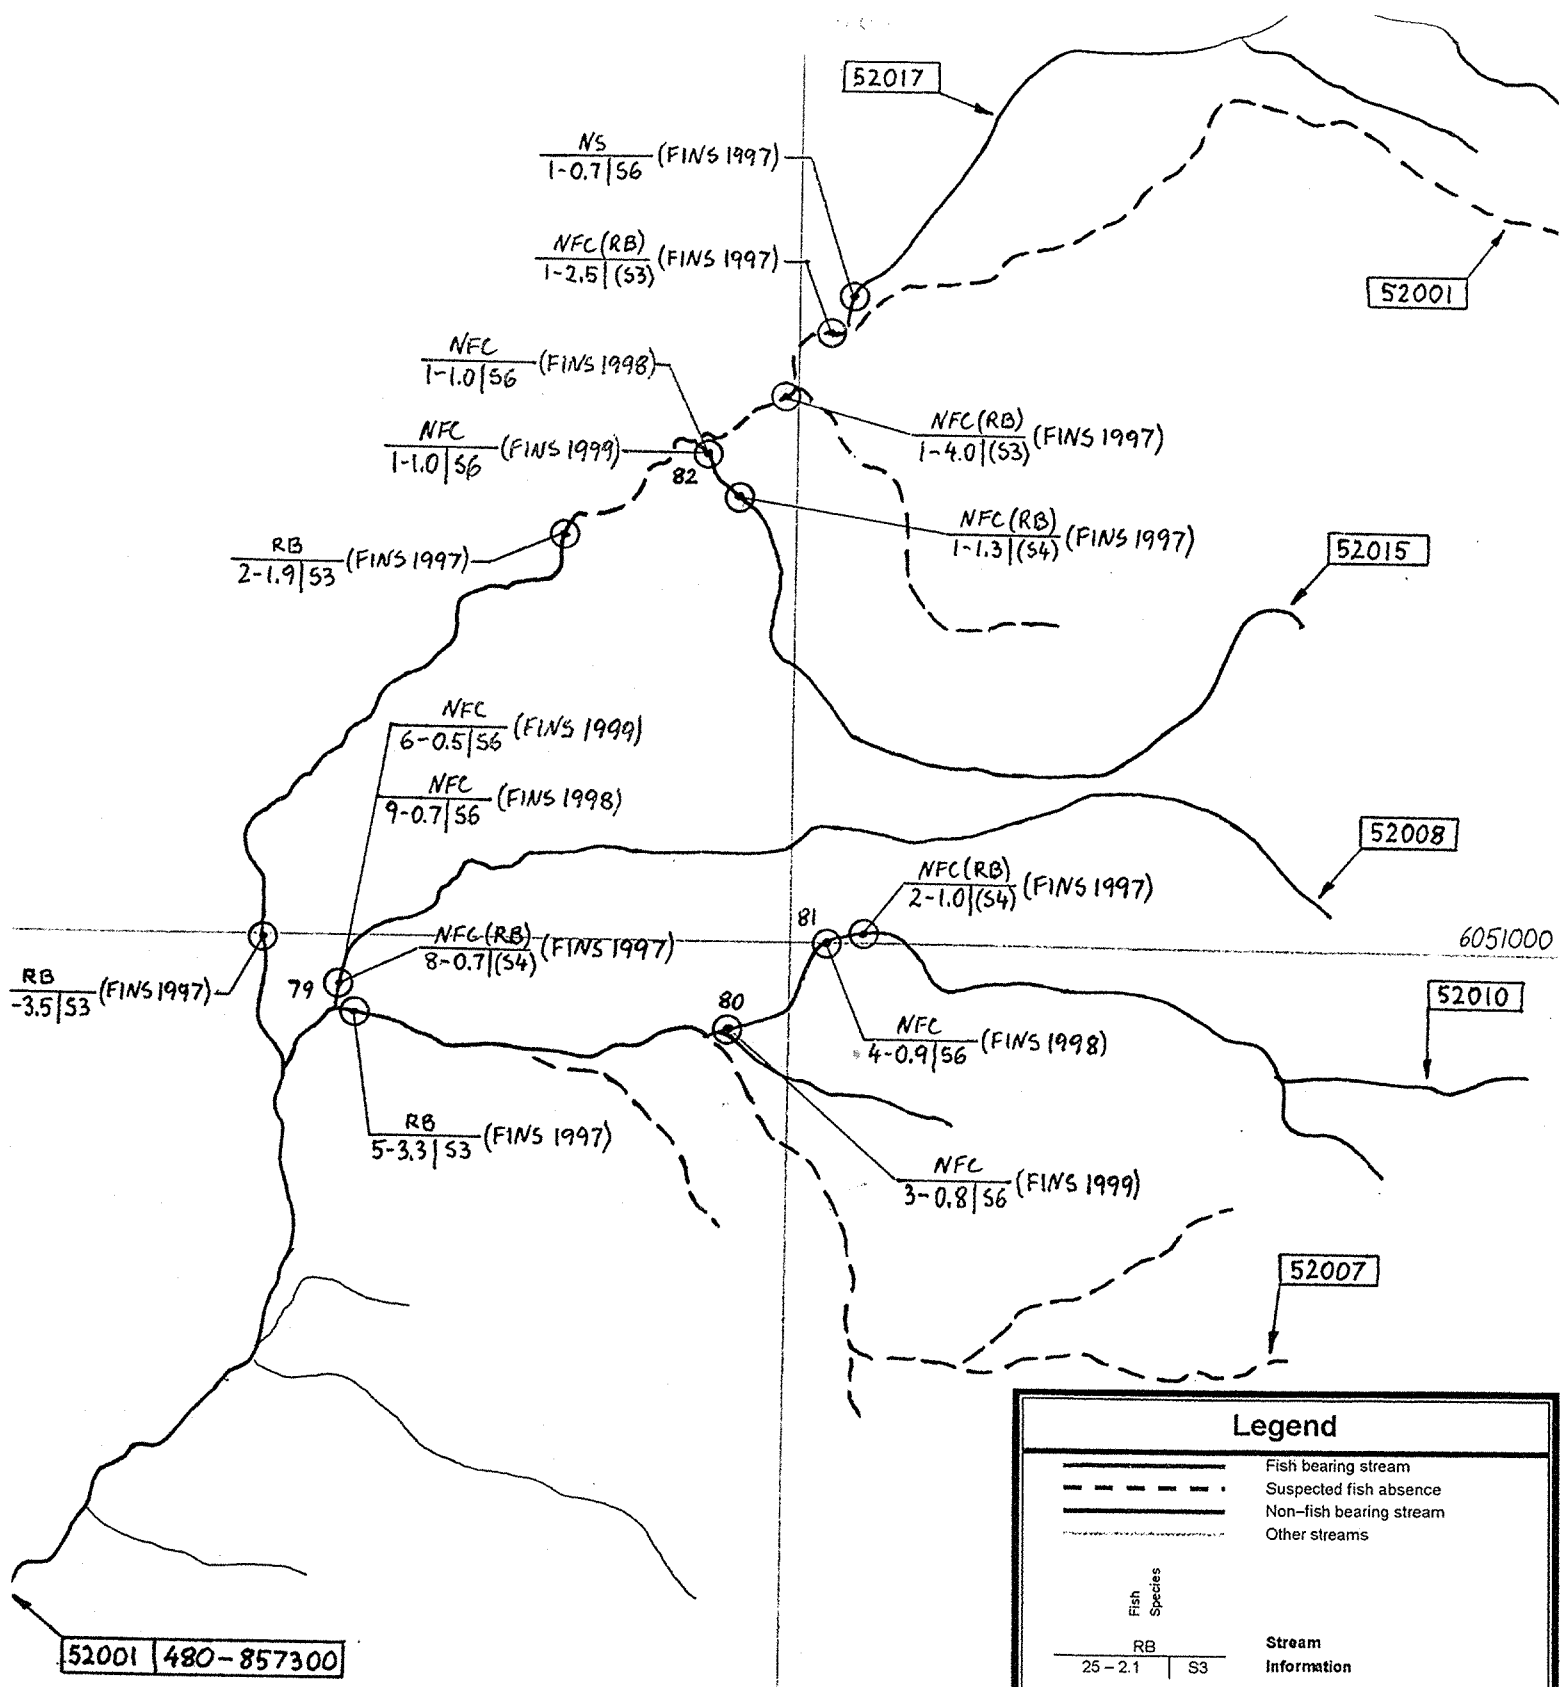 52017
NS
1-0.7|S6 (FINS 1997)
NFC(RB)
1-2.5|(S3) (FINS 1997)
52001
NFC
1-1.0|S6 (FINS 1998)
NFC
1-1.0|S6 (FINS 1999)
82
NFC(RB)
1-4.0|(S3) (FINS 1997)
NFC(RB)
1-1.3|(S4) (FINS 1997)
RB
2-1.9|S3 (FINS 1997)
52015
NFC
6-0.5|S6 (FINS 1999)
NFC
9-0.7|S6 (FINS 1998)
52008
NFC(RB)
2-1.0|(S4) (FINS 1997)
81
6051000
NFC(RB)
8-0.7|(S4) (FINS 1997)
RB
-3.5|S3 (FINS 1997)
79
80
52010
NFC
4-0.9|S6 (FINS 1998)
RB
5-3.3|S3 (FINS 1997)
NFC
3-0.8|S6 (FINS 1999)
52007
Legend
Fish bearing stream
Suspected fish absence
Non-fish bearing stream
Other streams
Fish
Species
RB
25 - 2.1 | S3
Stream
Information
52001 | 480-857300